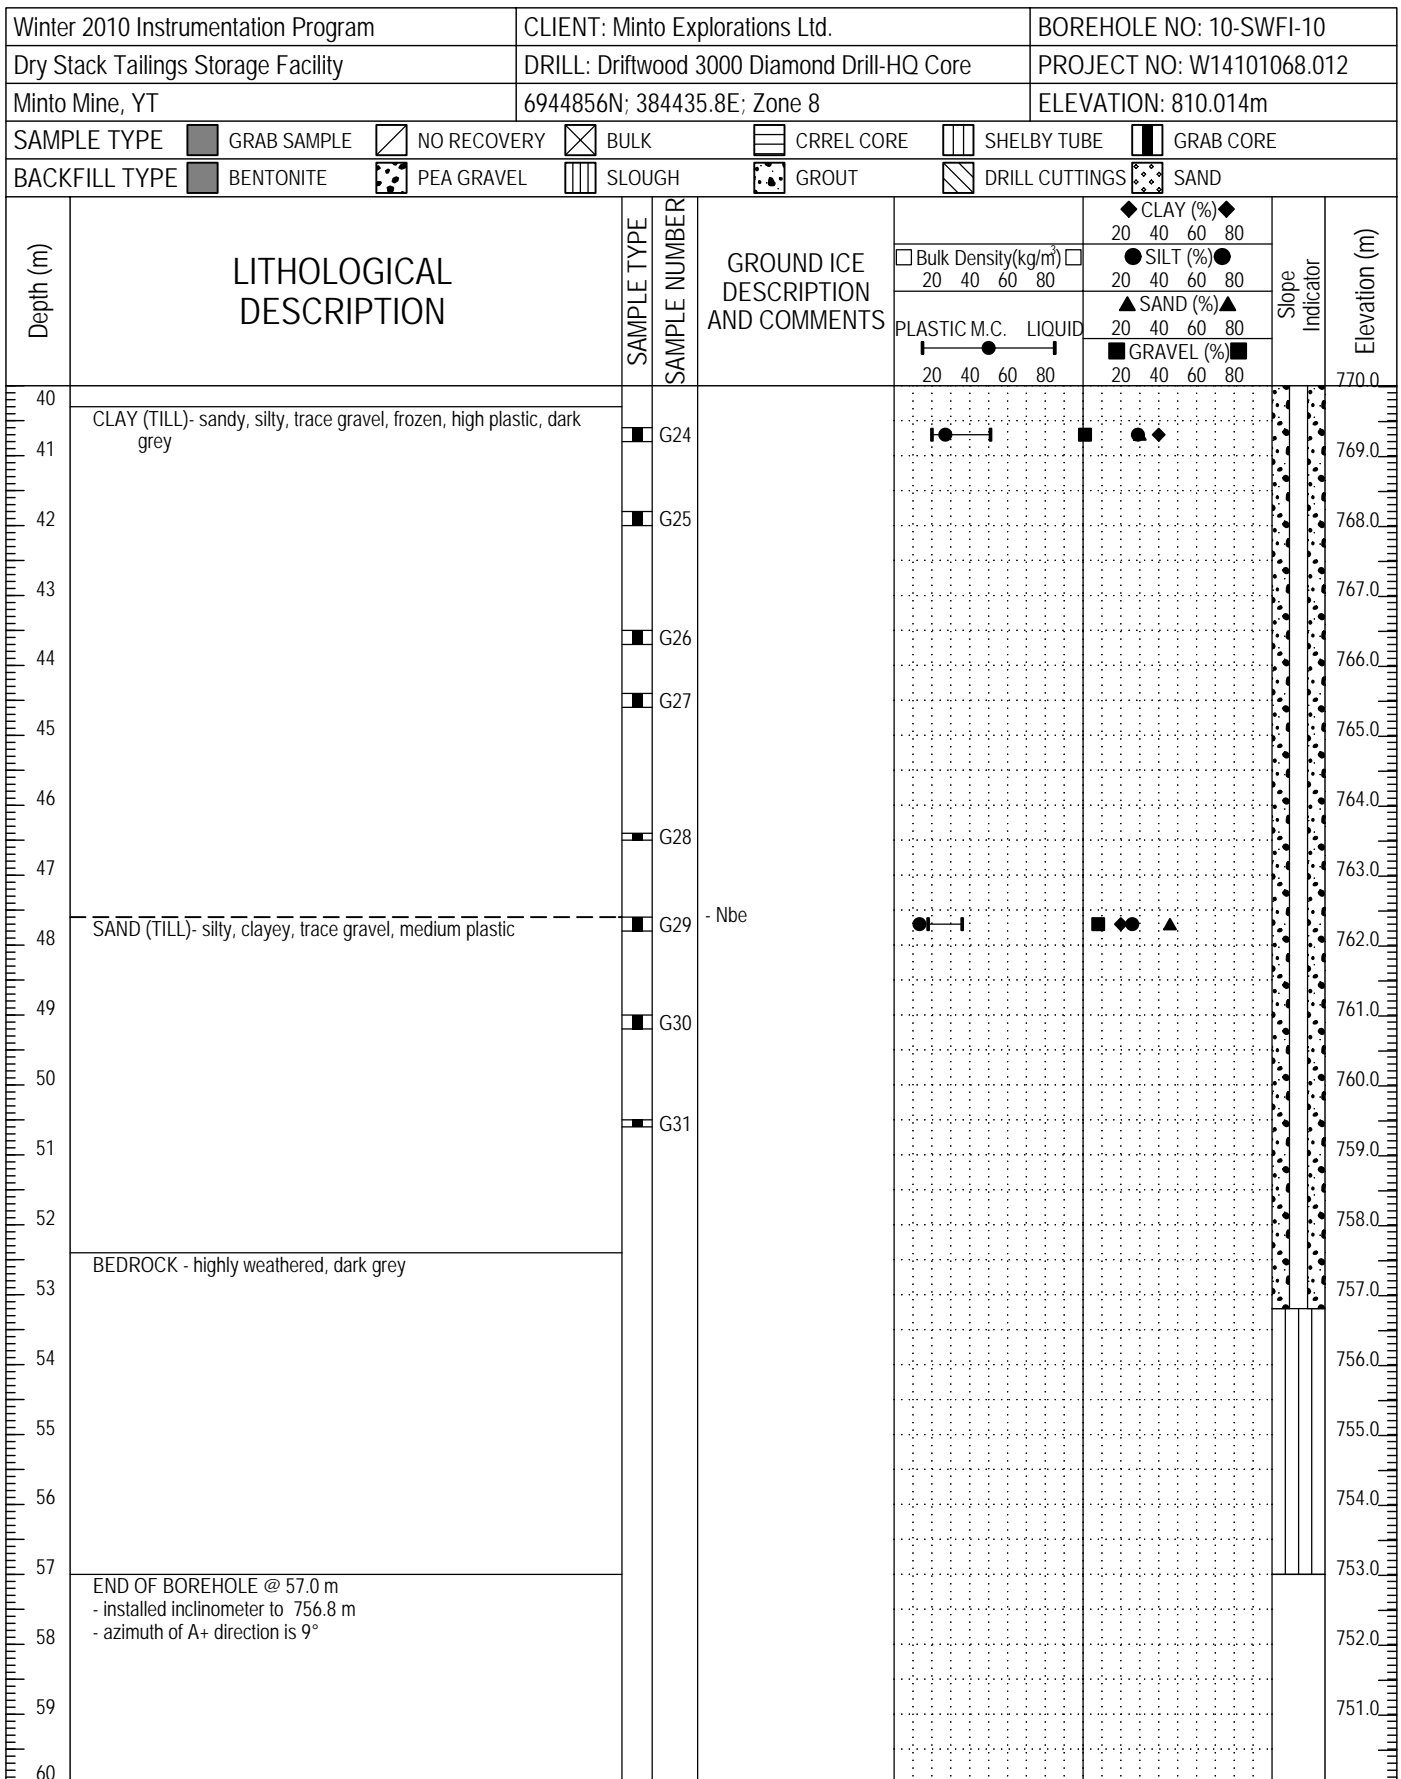 Winter 2010 Instrumentation Program
CLIENT: Minto Explorations Ltd.
BOREHOLE NO: 10-SWFI-10
Dry Stack Tailings Storage Facility
DRILL: Driftwood 3000 Diamond Drill-HQ Core
PROJECT NO: W14101068.012
Minto Mine, YT
6944856N; 384435.8E; Zone 8
ELEVATION: 810.014m
SAMPLE TYPE GRAB SAMPLE NO RECOVERY BULK CRREL CORE SHELBY TUBE GRAB CORE
BACKFILL TYPE BENTONITE PEA GRAVEL SLOUGH GROUT DRILL CUTTINGS SAND
Depth (m)
LITHOLOGICAL
DESCRIPTION
SAMPLE TYPE
SAMPLE NUMBER
GROUND ICE
DESCRIPTION
AND COMMENTS
Bulk Density(kg/m³)
20 40 60 80
PLASTIC M.C. LIQUID
20 40 60 80
CLAY (%)
20 40 60 80
SILT (%)
20 40 60 80
SAND (%)
20 40 60 80
GRAVEL (%)
20 40 60 80
Slope
Indicator
Elevation (m)
770.0
40
CLAY (TILL)- sandy, silty, trace gravel, frozen, high plastic, dark
grey
G24
41
769.0
G25
42
768.0
43
767.0
G26
44
766.0
G27
45
765.0
46
764.0
G28
47
763.0
- Nbe
SAND (TILL)- silty, clayey, trace gravel, medium plastic
G29
48
762.0
49
761.0
G30
50
760.0
G31
51
759.0
52
758.0
BEDROCK - highly weathered, dark grey
53
757.0
54
756.0
55
755.0
56
754.0
57
753.0
END OF BOREHOLE @ 57.0 m
- installed inclinometer to 756.8 m
- azimuth of A+ direction is 9°
58
752.0
59
751.0
60